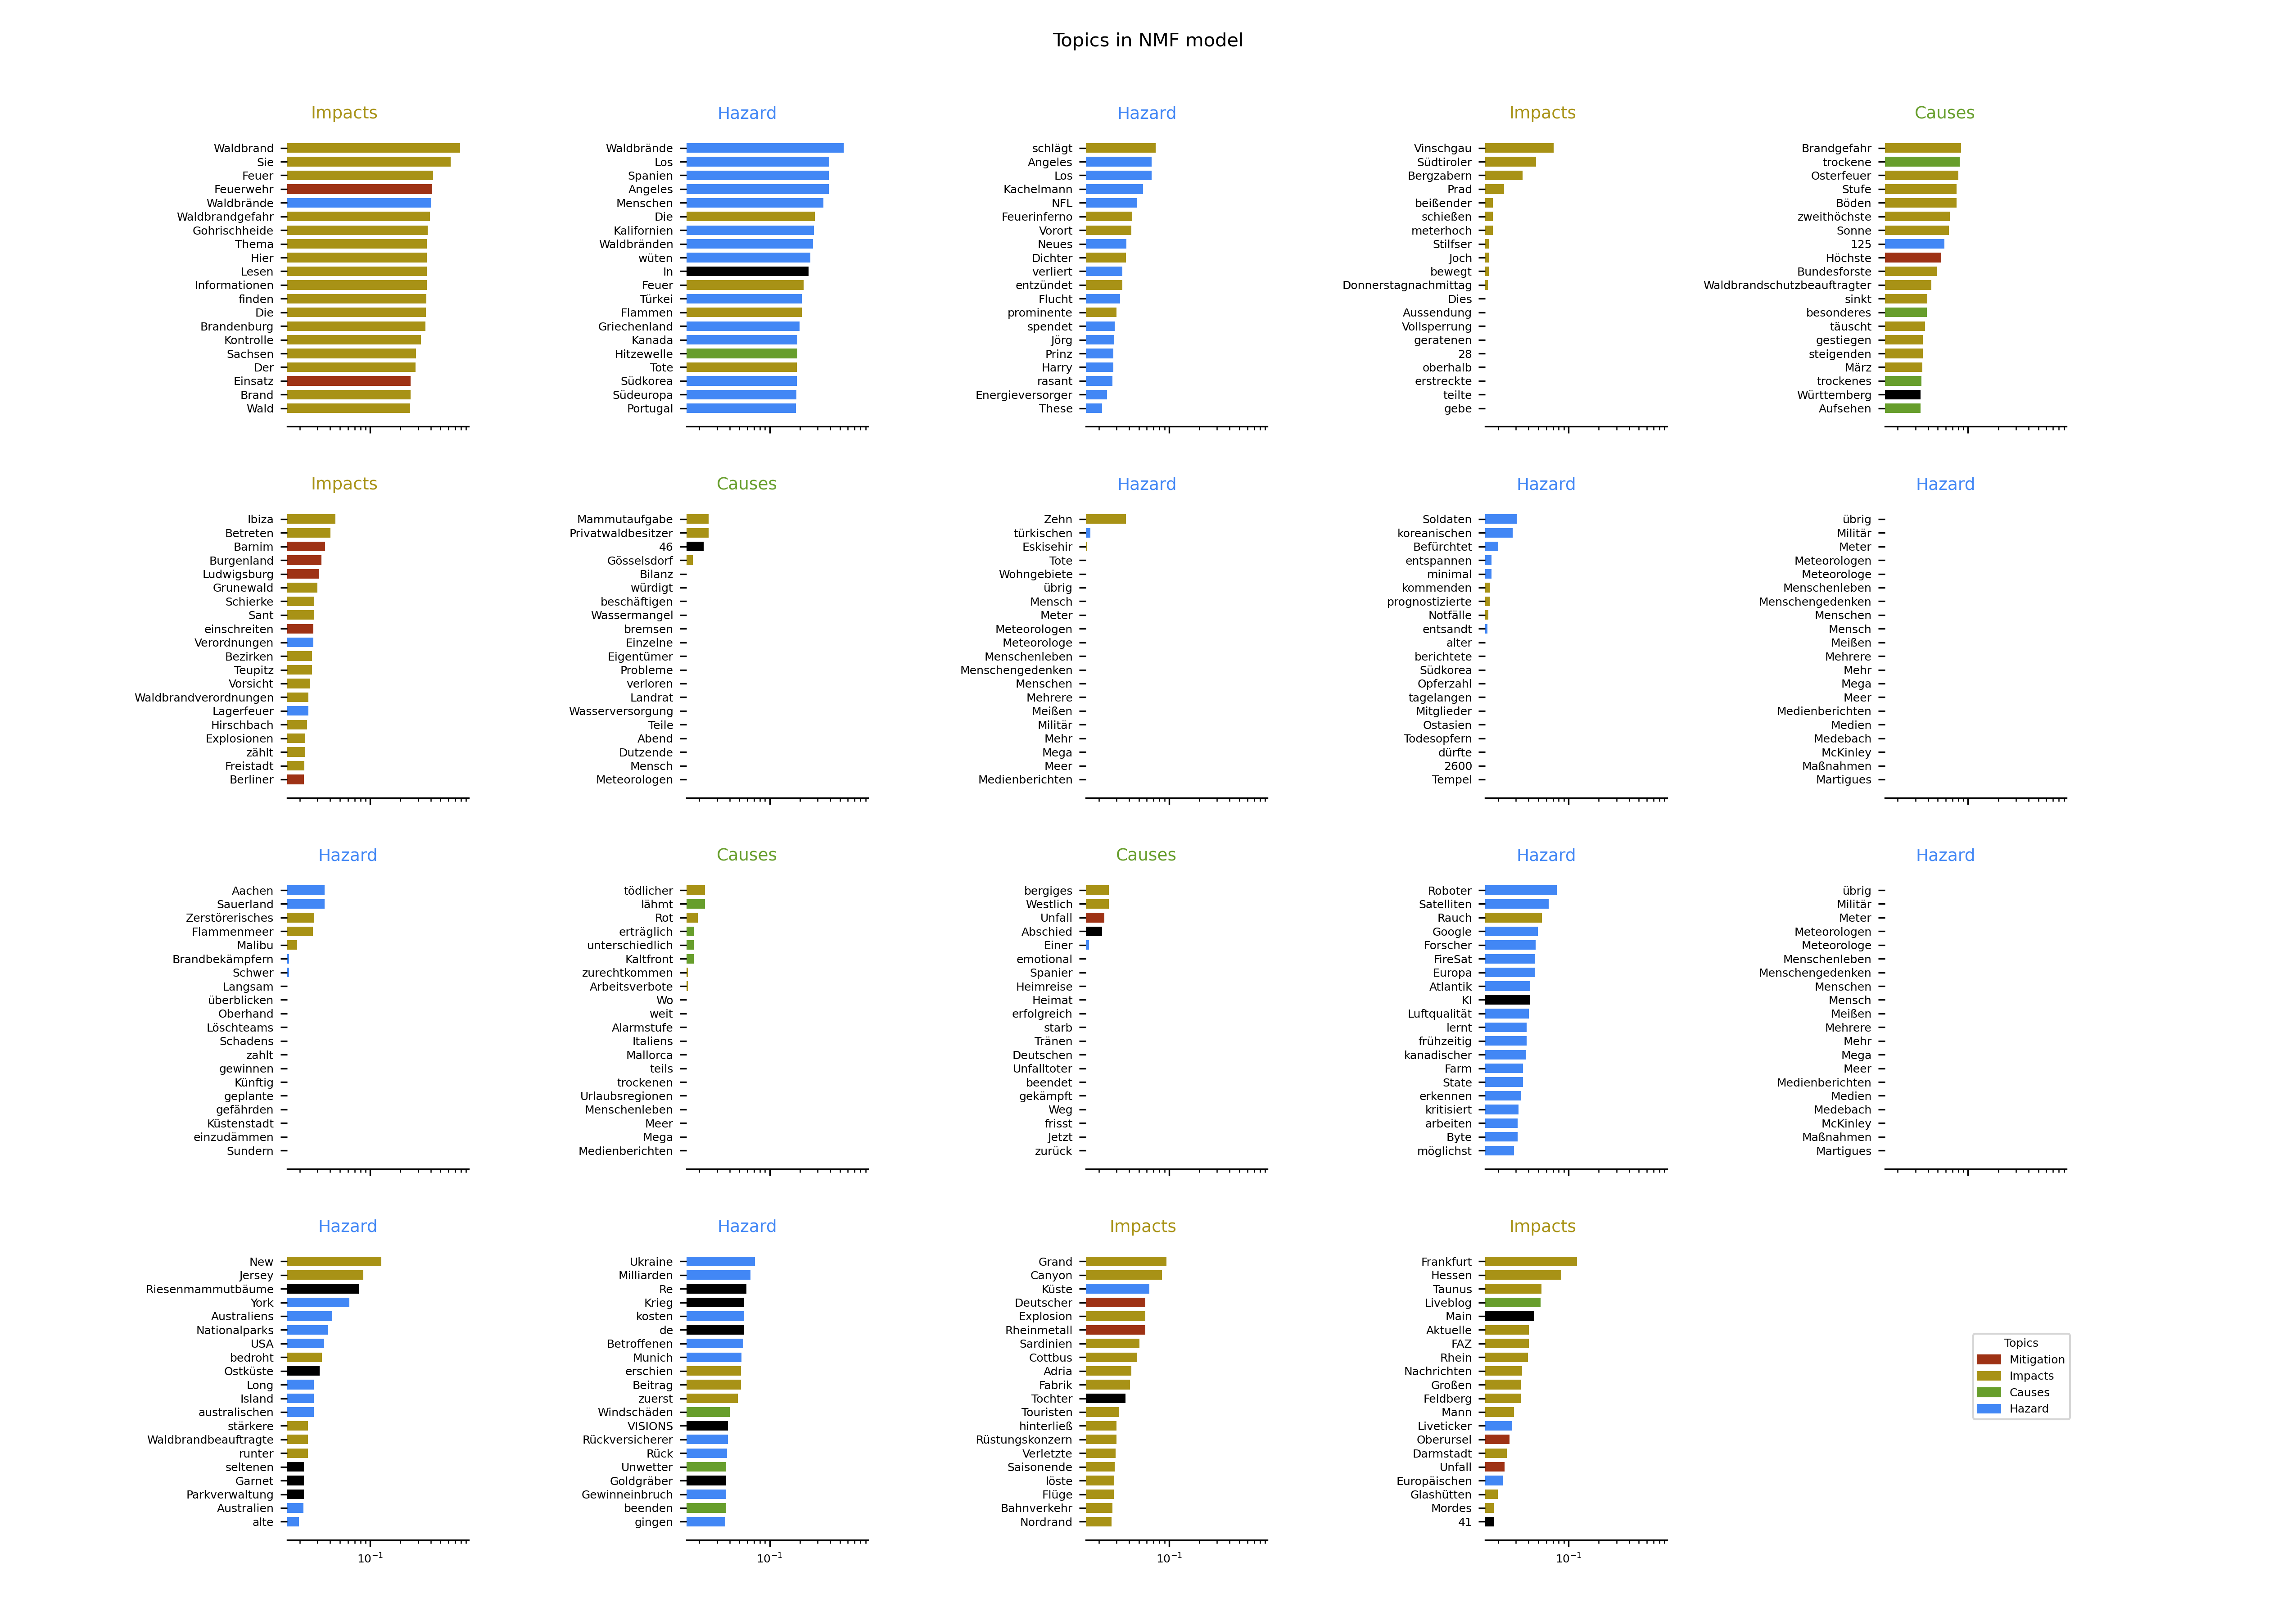 Topics in NMF model
Impacts
Waldbrand
Sie
Feuer
Feuerwehr
Waldbrände
Waldbrandgefahr
Gohrischheide
Thema
Hier
Lesen
Informationen
finden
Die
Brandenburg
Kontrolle
Sachsen
Der
Einsatz
Brand
Wald
Hazard
Waldbrände
Los
Spanien
Angeles
Menschen
Die
Kalifornien
Waldbränden
wüten
In
Feuer
Türkei
Flammen
Griechenland
Kanada
Hitzewelle
Tote
Südkorea
Südeuropa
Portugal
Hazard
schlägt
Angeles
Los
Kachelmann
NFL
Feuerinferno
Vorort
Neues
Dichter
verliert
entzündet
Flucht
prominente
spendet
Jörg
Prinz
Harry
rasant
Energieversorger
These
Impacts
Vinschgau
Südtiroler
Bergzabern
Prad
beißender
schießen
meterhoch
Stilfser
Joch
bewegt
Donnerstagnachmittag
Dies
Aussendung
Vollsperrung
geratenen
28
oberhalb
erstreckte
teilte
gebe
Causes
Brandgefahr
trockene
Osterfeuer
Stufe
Böden
zweithöchste
Sonne
125
Höchste
Bundesforste
Waldbrandschutzbeauftragter
sinkt
besonderes
täuscht
gestiegen
steigenden
März
trockenes
Württemberg
Aufsehen
Impacts
Ibiza
Betreten
Barnim
Burgenland
Ludwigsburg
Grunewald
Schierke
Sant
einschreiten
Verordnungen
Bezirken
Teupitz
Vorsicht
Waldbrandverordnungen
Lagerfeuer
Hirschbach
Explosionen
zählt
Freistadt
Berliner
Causes
Mammutaufgabe
Privatwaldbesitzer
46
Gösselsdorf
Bilanz
würdigt
beschäftigen
Wassermangel
bremsen
Einzelne
Eigentümer
Probleme
verloren
Landrat
Wasserversorgung
Teile
Abend
Dutzende
Mensch
Meteorologen
Hazard
Zehn
türkischen
Eskisehir
Tote
Wohngebiete
übrig
Mensch
Meter
Meteorologen
Meteorologe
Menschenleben
Menschengedenken
Menschen
Mehrere
Meißen
Militär
Mehr
Mega
Meer
Medienberichten
Hazard
Soldaten
koreanischen
Befürchtet
entspannen
minimal
kommenden
prognostizierte
Notfälle
entsandt
alter
berichtete
Südkorea
Opferzahl
tagelangen
Mitglieder
Ostasien
Todesopfern
dürfte
2600
Tempel
Hazard
übrig
Militär
Meter
Meteorologen
Meteorologe
Menschenleben
Menschengedenken
Menschen
Mensch
Meißen
Mehrere
Mehr
Mega
Meer
Medienberichten
Medien
Medebach
McKinley
Maßnahmen
Martigues
Hazard
Aachen
Sauerland
Zerstörerisches
Flammenmeer
Malibu
Brandbekämpfern
Schwer
Langsam
überblicken
Oberhand
Löschteams
Schadens
zahlt
gewinnen
Künftig
geplante
gefährden
Küstenstadt
einzudämmen
Sundern
Causes
tödlicher
lähmt
Rot
erträglich
unterschiedlich
Kaltfront
zurechtkommen
Arbeitsverbote
Wo
weit
Alarmstufe
Italiens
Mallorca
teils
trockenen
Urlaubsregionen
Menschenleben
Meer
Mega
Medienberichten
Causes
bergiges
Westlich
Unfall
Abschied
Einer
emotional
Spanier
Heimreise
Heimat
erfolgreich
starb
Tränen
Deutschen
Unfalltoter
beendet
gekämpft
Weg
frisst
Jetzt
zurück
Hazard
Roboter
Satelliten
Rauch
Google
Forscher
FireSat
Europa
Atlantik
KI
Luftqualität
lernt
frühzeitig
kanadischer
Farm
State
erkennen
kritisiert
arbeiten
Byte
möglichst
Hazard
übrig
Militär
Meter
Meteorologen
Meteorologe
Menschenleben
Menschengedenken
Menschen
Mensch
Meißen
Mehrere
Mehr
Mega
Meer
Medienberichten
Medien
Medebach
McKinley
Maßnahmen
Martigues
Hazard
New
Jersey
Riesenmammutbäume
York
Australiens
Nationalparks
USA
bedroht
Ostküste
Long
Island
australischen
stärkere
Waldbrandbeauftragte
runter
seltenen
Garnet
Parkverwaltung
Australien
alte
10⁻¹
Hazard
Ukraine
Milliarden
Re
Krieg
kosten
de
Betroffenen
Munich
erschien
Beitrag
zuerst
Windschäden
VISIONS
Rückversicherer
Rück
Unwetter
Goldgräber
Gewinneinbruch
beenden
gingen
10⁻¹
Impacts
Grand
Canyon
Küste
Deutscher
Explosion
Rheinmetall
Sardinien
Cottbus
Adria
Fabrik
Tochter
Touristen
hinterließ
Rüstungskonzern
Verletzte
Saisonende
löste
Flüge
Bahnverkehr
Nordrand
10⁻¹
Impacts
Frankfurt
Hessen
Taunus
Liveblog
Main
Aktuelle
FAZ
Rhein
Nachrichten
Großen
Feldberg
Mann
Liveticker
Oberursel
Darmstadt
Unfall
Europäischen
Glashütten
Mordes
41
10⁻¹
Topics
Mitigation
Impacts
Causes
Hazard